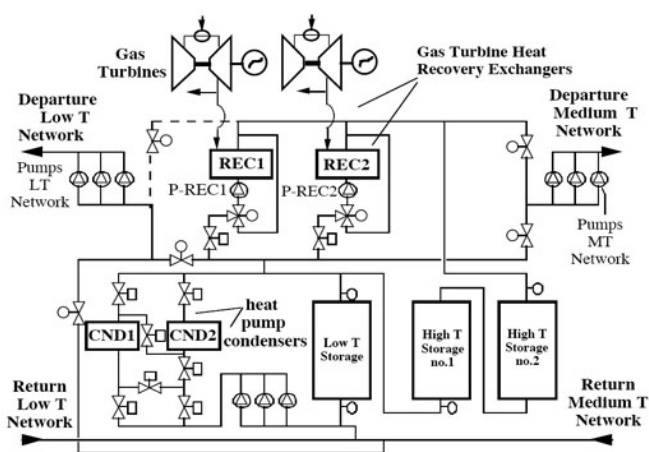 Gas
Turbines
Gas Turbine Heat
Recovery Exchangers
Departure
Low T
Network
Departure
Medium T
Network
REC1
REC2
P-REC1
P-REC2
Pumps
LT
Network
Pumps
MT
Network
heat
pump
condensers
CND1
CND2
Low T
Storage
High T
Storage
no.1
High T
Storage
no.2
Return
Low T
Network
Return
Medium T
Network